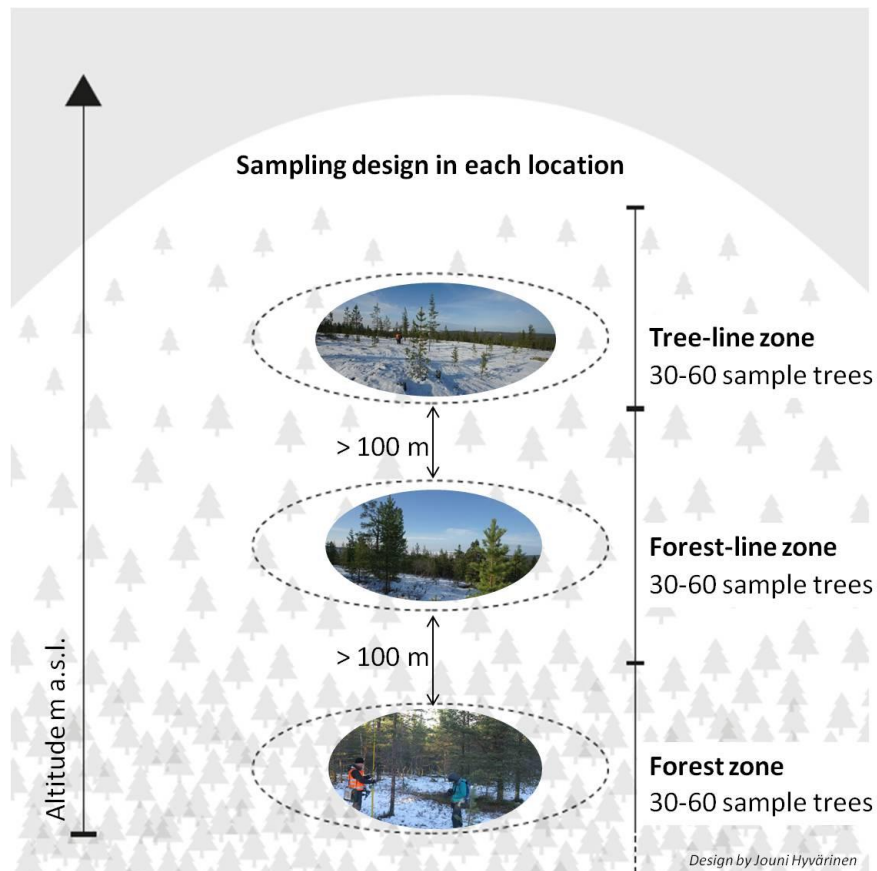 Sampling design in each location
Tree-line zone
30-60 sample trees
> 100 m
Forest-line zone
30-60 sample trees
> 100 m
Forest zone
30-60 sample trees
Altitude m a.s.l.
Design by Jouni Hyvärinen